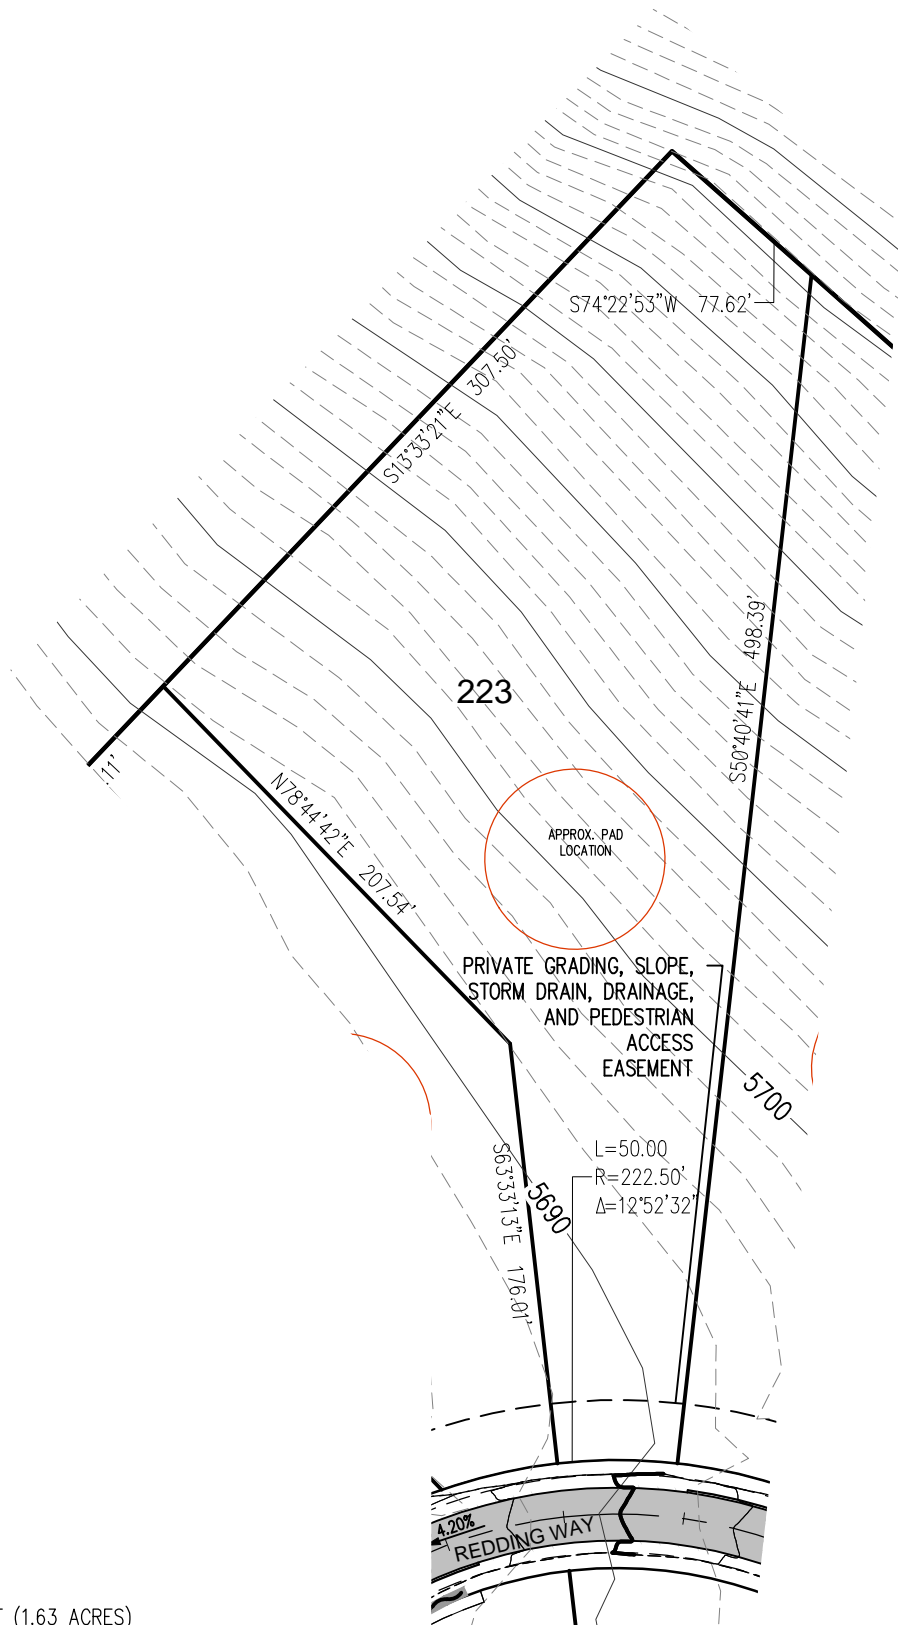 S74°22'53"W 77.62'
S13°33'21"E 307.50'
S50°40'41"E 498.39'
223
.11'
N78°44'42"E 207.54'
APPROX. PAD
LOCATION
PRIVATE GRADING, SLOPE,
STORM DRAIN, DRAINAGE,
AND PEDESTRIAN
ACCESS
EASEMENT
5700
L=50.00
R=222.50'
Δ=12°52'32"
S63°33'13"E 176.01'
5690
4.20%
REDDING WAY
(1.63 ACRES)